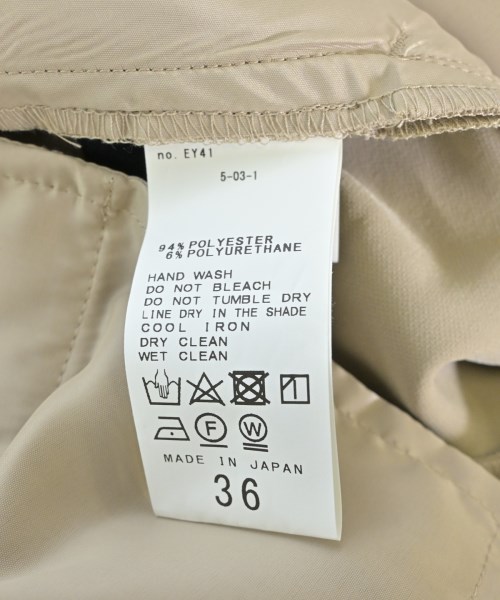 no. EY41
5-03-1
94% POLYESTER
6% POLYURETHANE
HAND WASH
DO NOT BLEACH
DO NOT TUMBLE DRY
LINE DRY IN THE SHADE
COOL IRON
DRY CLEAN
WET CLEAN
F W
MADE IN JAPAN
36